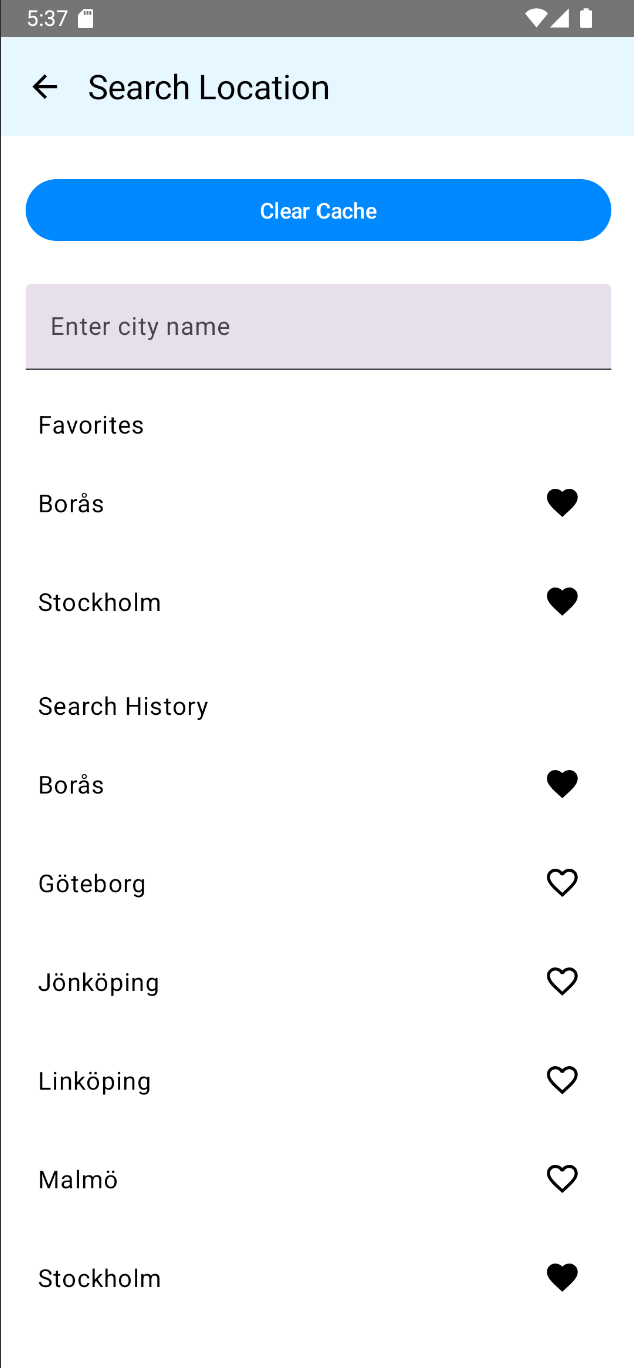 5:37
Search Location
Clear Cache
Enter city name
Favorites
Borås
Stockholm
Search History
Borås
Göteborg
Jönköping
Linköping
Malmö
Stockholm